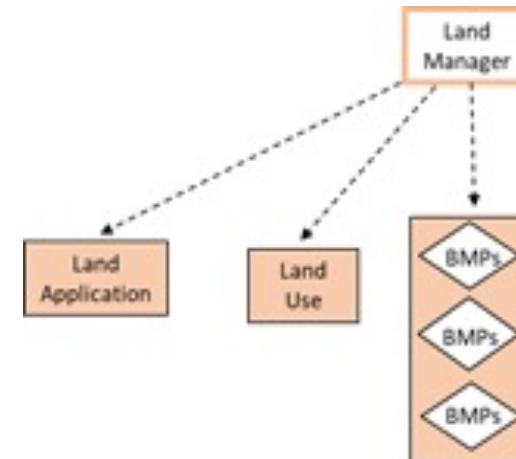 Land
Manager
Land
Application
Land
Use
BMPs
BMPs
BMPs